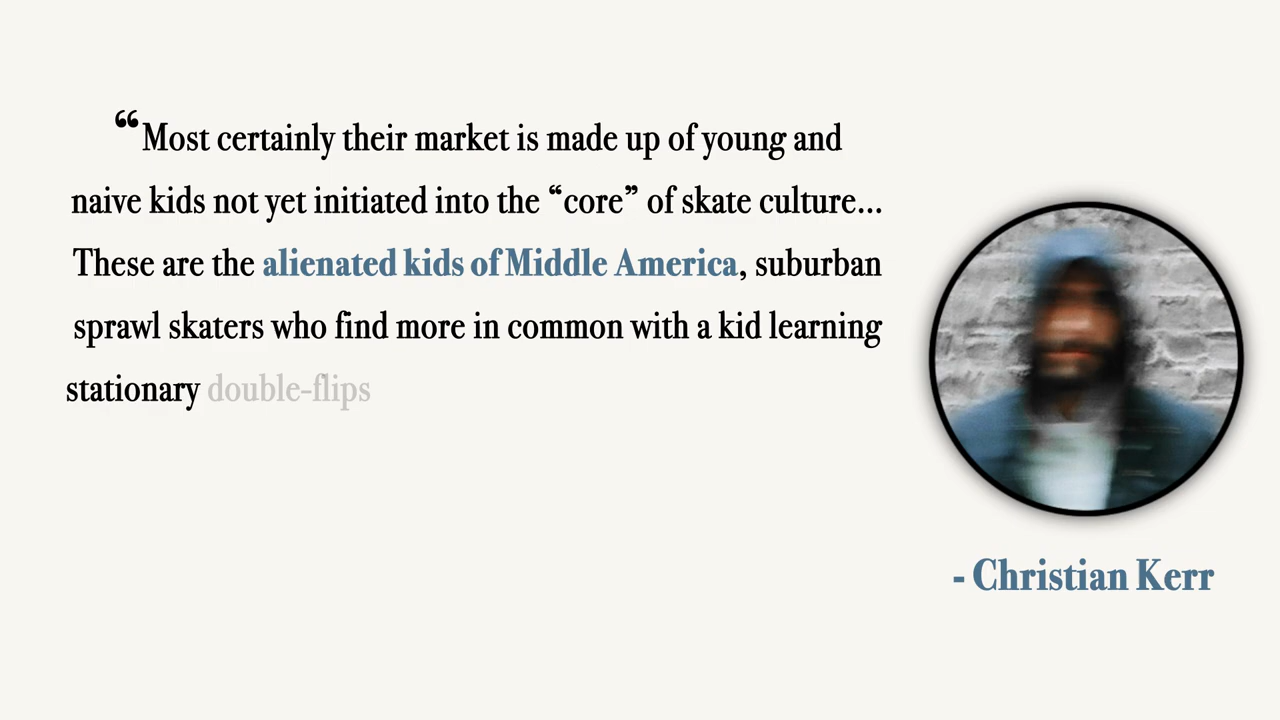 “Most certainly their market is made up of young and
naive kids not yet initiated into the “core” of skate culture...
These are the alienated kids of Middle America, suburban
sprawl skaters who find more in common with a kid learning
stationary double-flips
- Christian Kerr